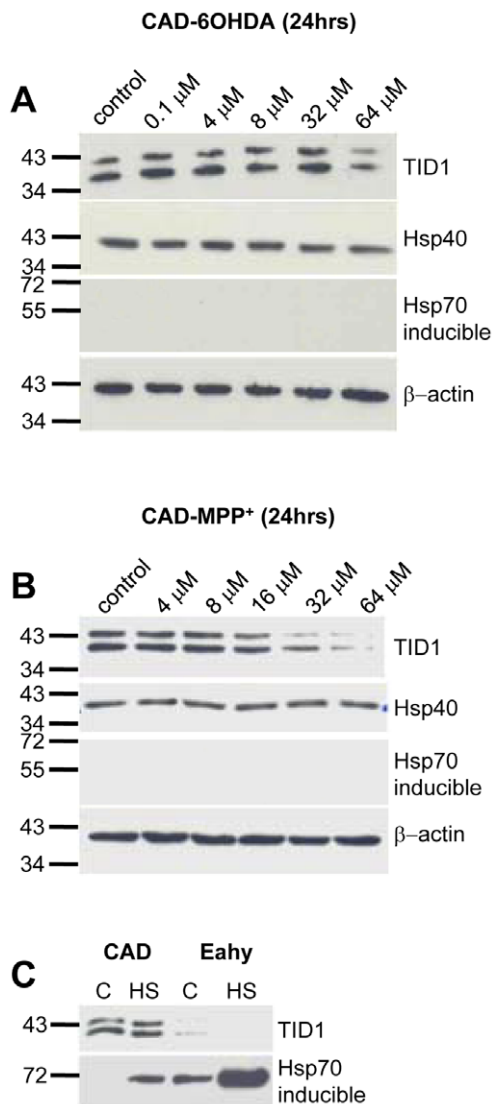 CAD-6OHDA (24hrs)
A
control 0.1 μM 4 μM 8 μM 32 μM 64 μM
43
34
TID1
43
34
Hsp40
72
55
Hsp70
inducible
43
34
β–actin
CAD-MPP⁺ (24hrs)
B
control 4 μM 8 μM 16 μM 32 μM 64 μM
43
34
TID1
43
34
Hsp40
72
55
Hsp70
inducible
43
34
β–actin
C
CAD Eahy
C HS C HS
43
TID1
72
Hsp70
inducible